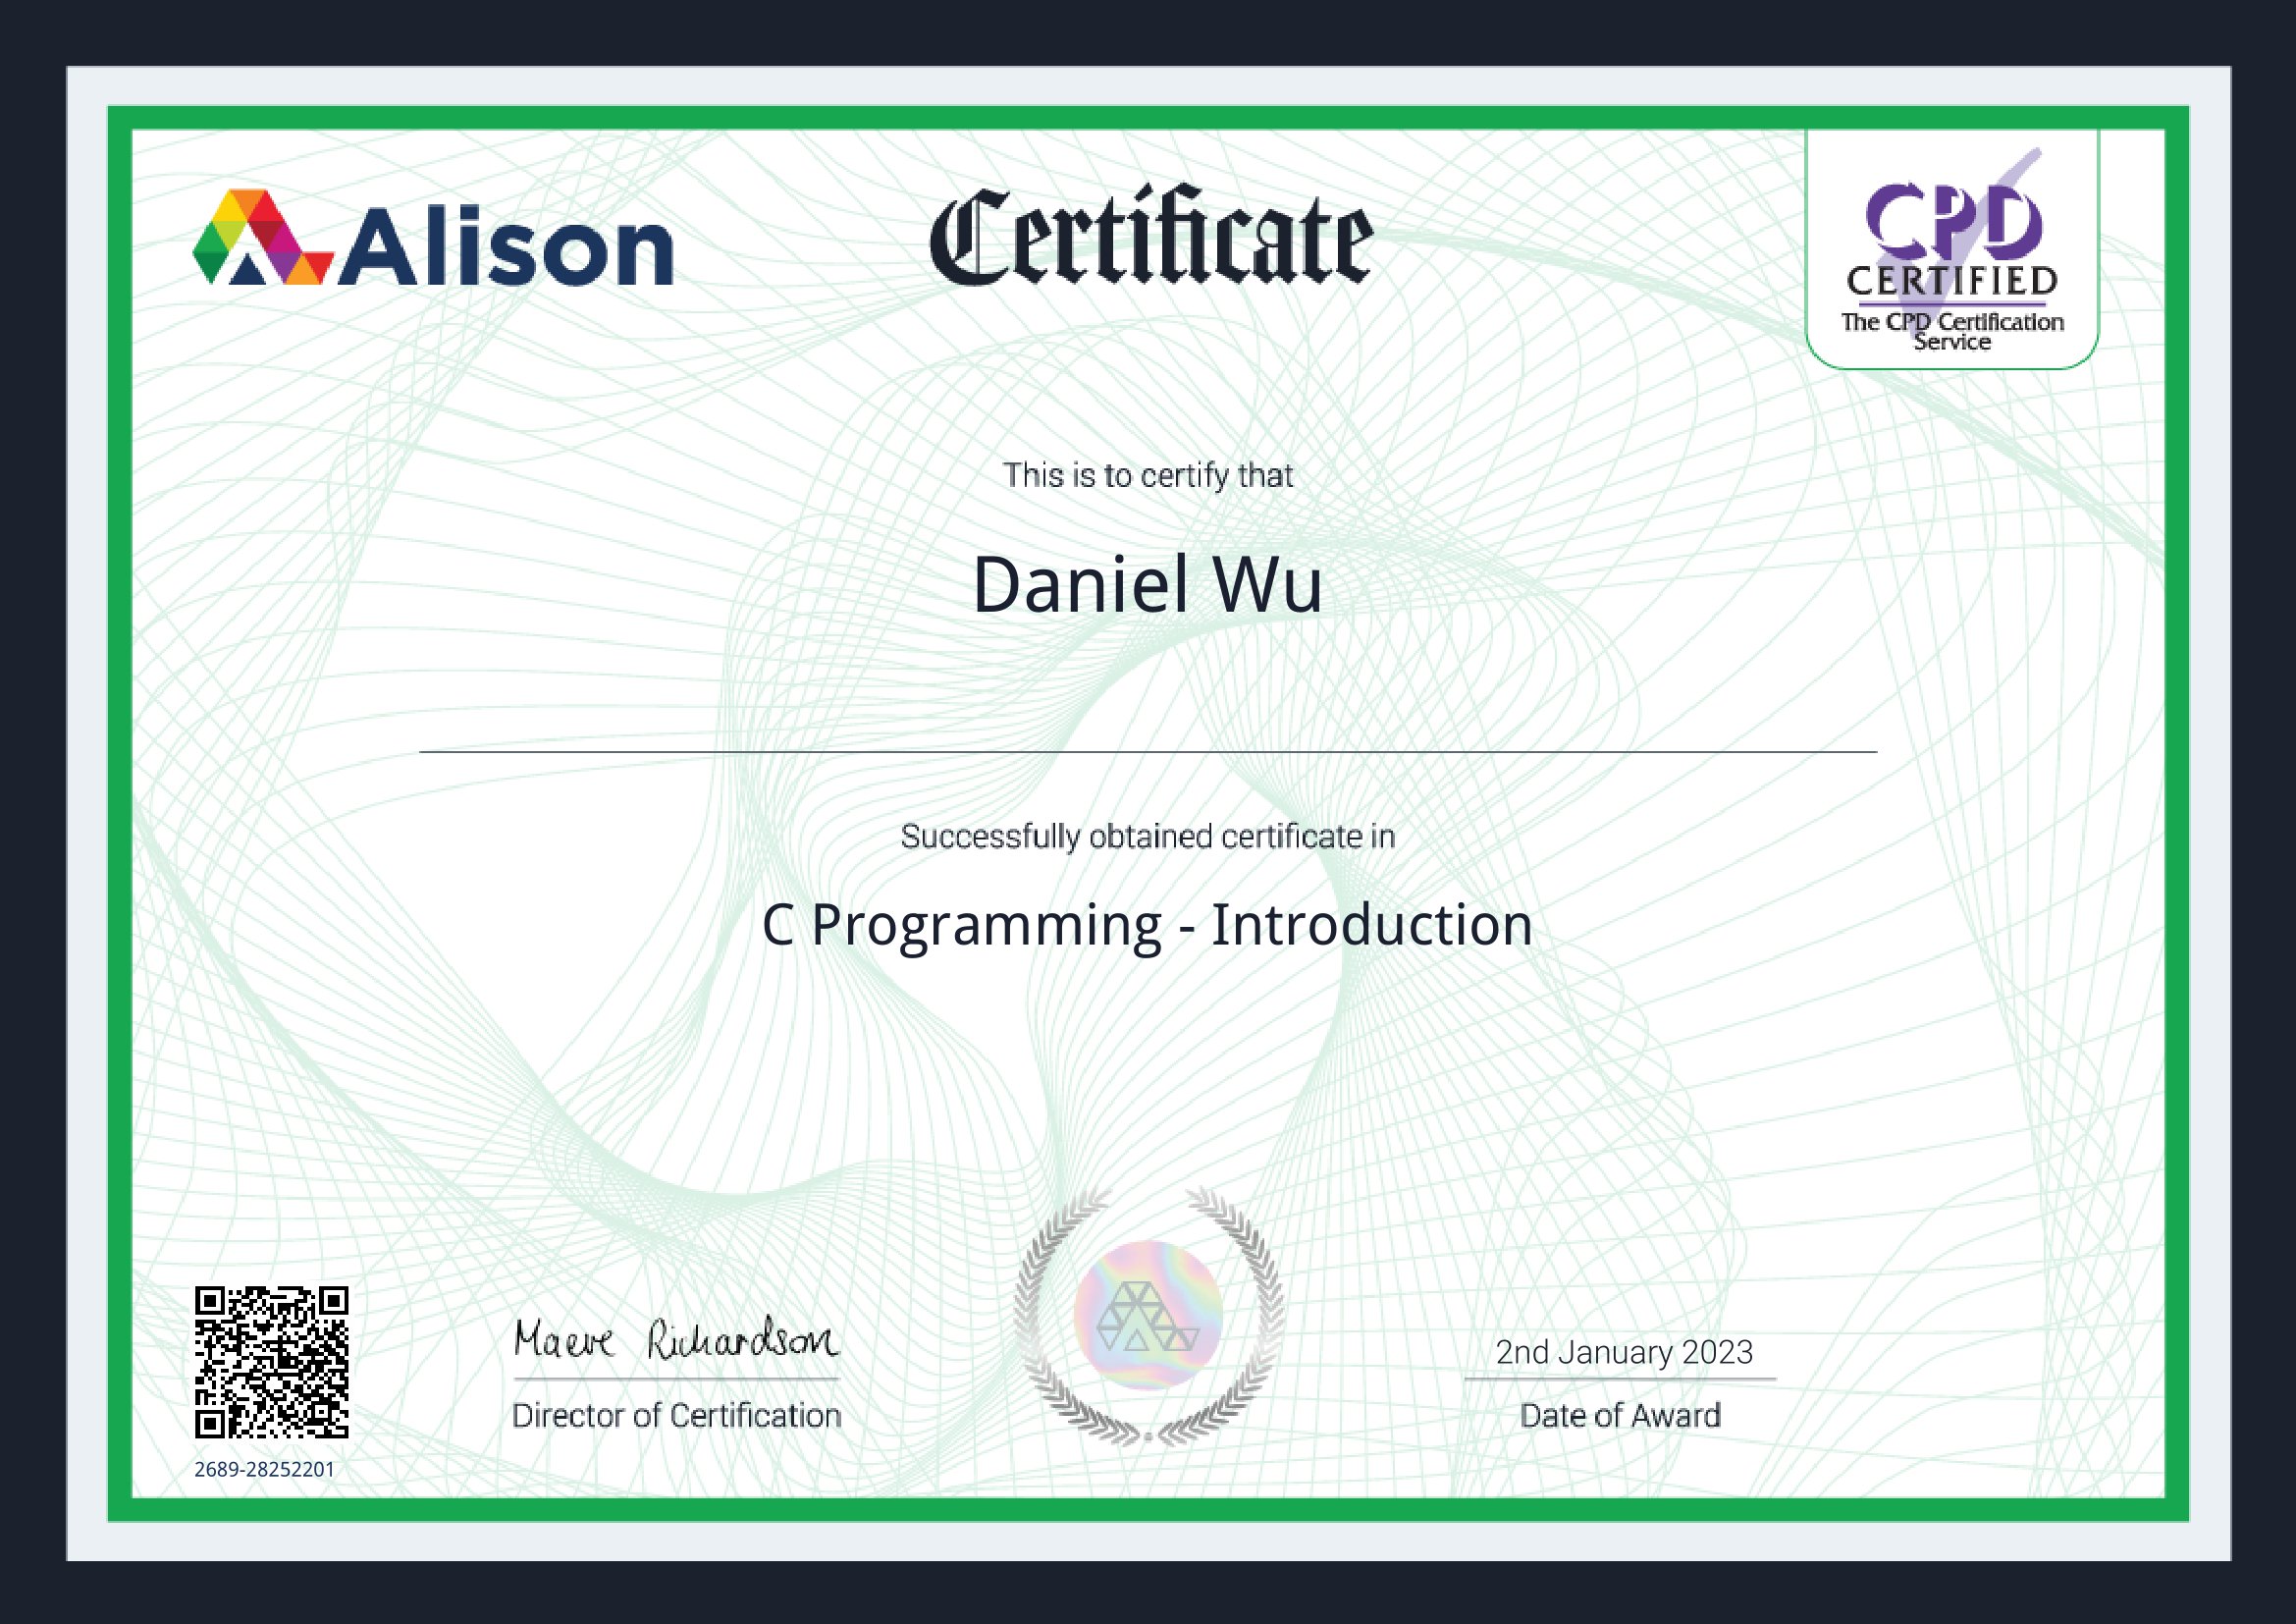 Alison
Certificate
CPD
CERTIFIED
The CPD Certification
Service
This is to certify that
Daniel Wu
Successfully obtained certificate in
C Programming - Introduction
Maeve Richardson
Director of Certification
2nd January 2023
Date of Award
2689-28252201